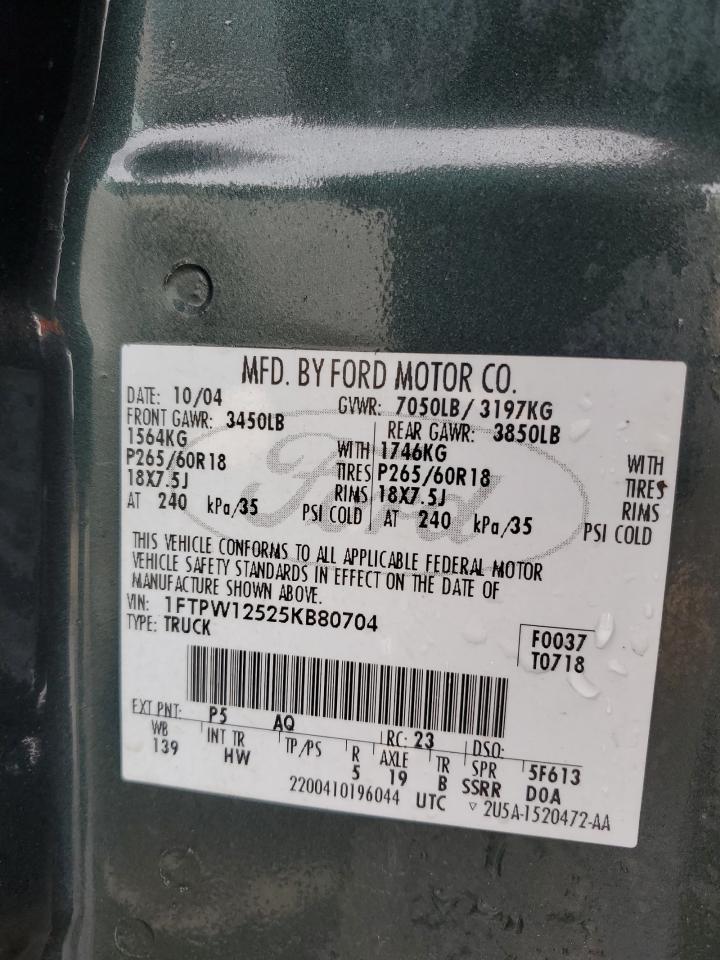 MFD. BY FORD MOTOR CO.
DATE: 10/04 GVWR: 7050LB/ 3197KG
FRONT GAWR: 3450LB REAR GAWR: 3850LB
1564KG WITH 1746KG WITH
P265/60R18 TIRES P265/60R18 TIRES
18X7.5J RIMS 18X7.5J RIMS
AT 240 kPa/35 PSI COLD AT 240 kPa/35 PSI COLD
Ford
THIS VEHICLE CONFORMS TO ALL APPLICABLE FEDERAL MOTOR
VEHICLE SAFETY STANDARDS IN EFFECT ON THE DATE OF
MANUFACTURE SHOWN ABOVE.
VIN: 1FTPW12525KB80704
TYPE: TRUCK
F0037
T0718
EXT PNT: P5 AQ RC: 23 DSO:
WB INT TR TP/PS R AXLE TR SPR 5F613
139 HW 5 19 B SSRR D0A
2200410196044 UTC ▽ 2U5A-1520472-AA